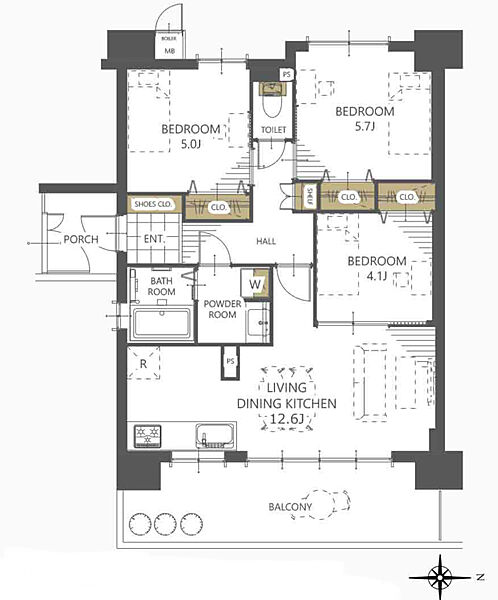 CLO.
BOILER
MB
PS
BEDROOM
5.0J
TOILET
BEDROOM
5.7J
SHOES CLO.
CLO.
SHELF
CLO.
CLO.
PORCH
ENT.
HALL
BEDROOM
4.1J
BATH
ROOM
POWDER
ROOM
W
R
PS
LIVING
DINING KITCHEN
12.6J
BALCONY
N